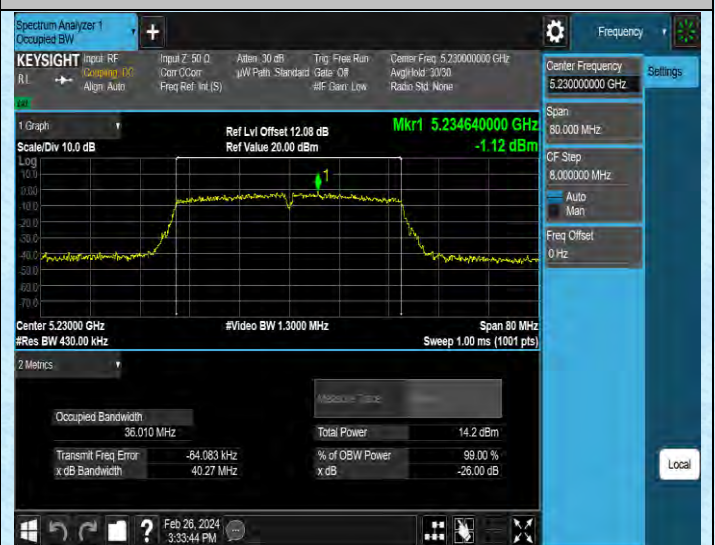 Spectrum Analyzer 1
Occupied BW
+
Frequency
KEYSIGHT Input: RF
RL
Coupling: DC
Align: Auto
Input Z: 50 Ω
Corr CCorr
Freq Ref: Int (S)
Atten: 30 dB
µW Path: Standard
Trig: Free Run
Gate: Off
#IF Gain: Low
Center Freq: 5.230000000 GHz
Avg|Hold: 30/30
Radio Std: None
Center Frequency
5.230000000 GHz
Settings
Span
80.000 MHz
CF Step
8.000000 MHz
Auto
Man
Freq Offset
0 Hz
1 Graph
Scale/Div 10.0 dB
Ref Lvl Offset 12.08 dB
Ref Value 20.00 dBm
Mkr1 5.234640000 GHz
-1.12 dBm
Log
10.0
0.00
-10.0
-20.0
-30.0
-40.0
-50.0
-60.0
-70.0
1
Center 5.23000 GHz
#Res BW 430.00 kHz
#Video BW 1.3000 MHz
Span 80 MHz
Sweep 1.00 ms (1001 pts)
2 Metrics
Measure Trace
Occupied Bandwidth
36.010 MHz
Total Power
14.2 dBm
Transmit Freq Error
-64.083 kHz
% of OBW Power
99.00 %
x dB Bandwidth
40.27 MHz
x dB
-26.00 dB
Local
?
Feb 26, 2024
3:33:44 PM